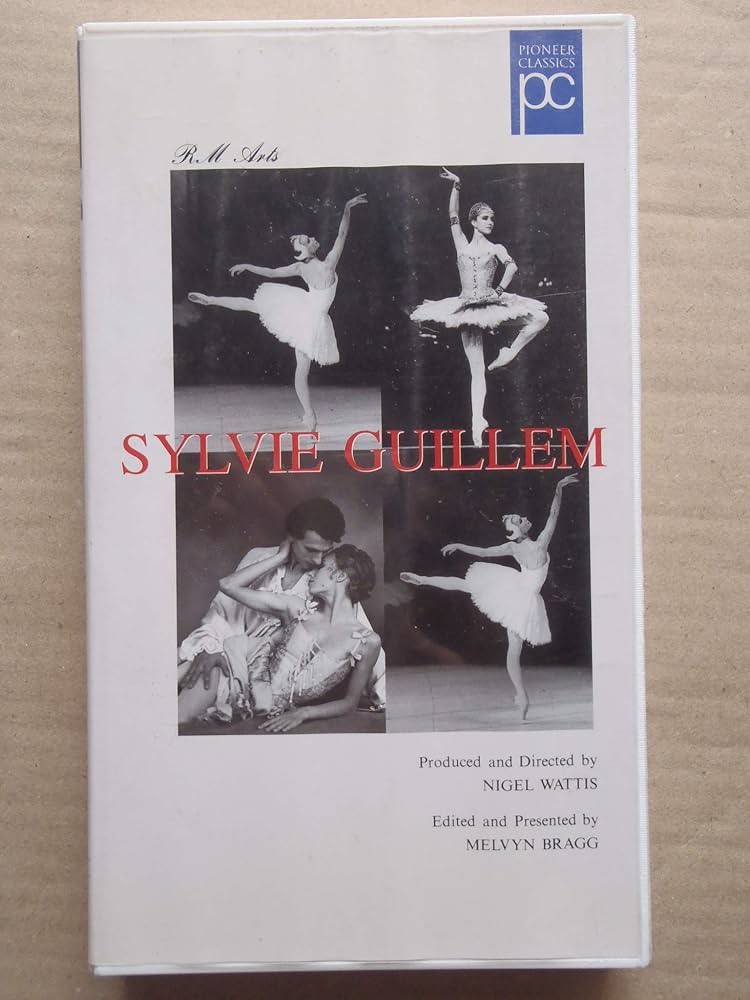 PIONEER
CLASSICS
pc
RM Arts
SYLVIE GUILLEM
Produced and Directed by
NIGEL WATTIS
Edited and Presented by
MELVYN BRAGG